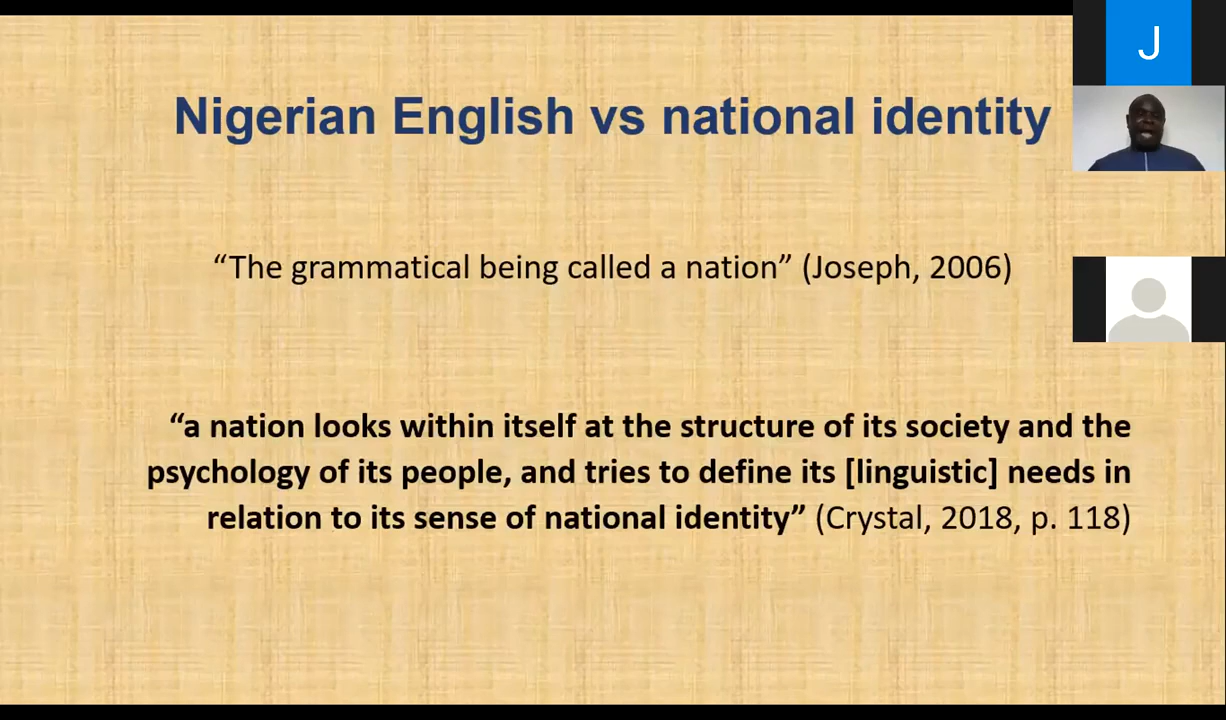 J
Nigerian English vs national identity
“The grammatical being called a nation” (Joseph, 2006)
“a nation looks within itself at the structure of its society and the
psychology of its people, and tries to define its [linguistic] needs in
relation to its sense of national identity” (Crystal, 2018, p. 118)